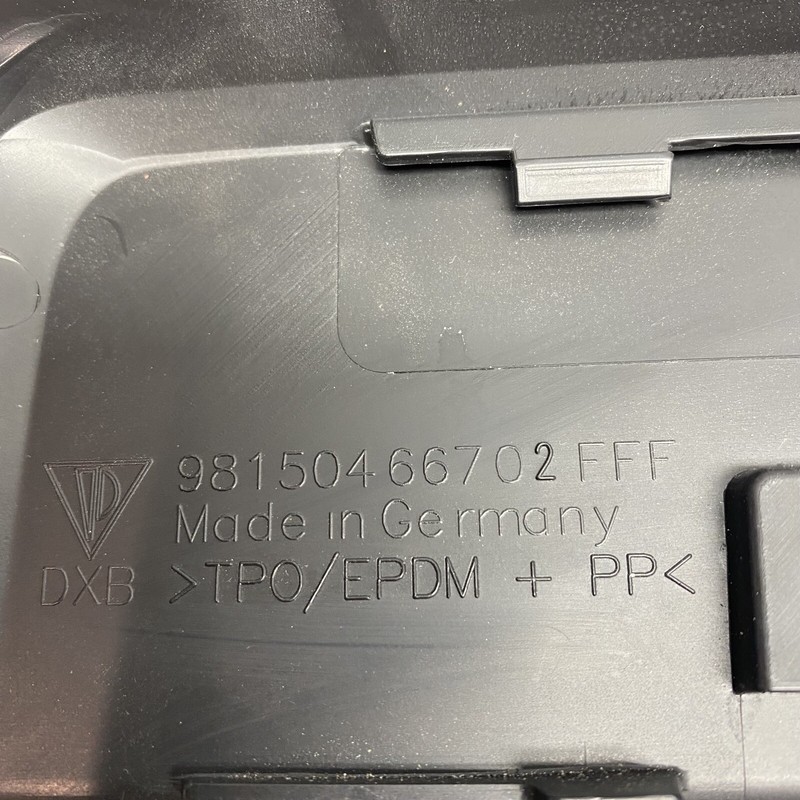 98150466702 FFF
Made in Germany
DXB >TPO/EPDM + PP<